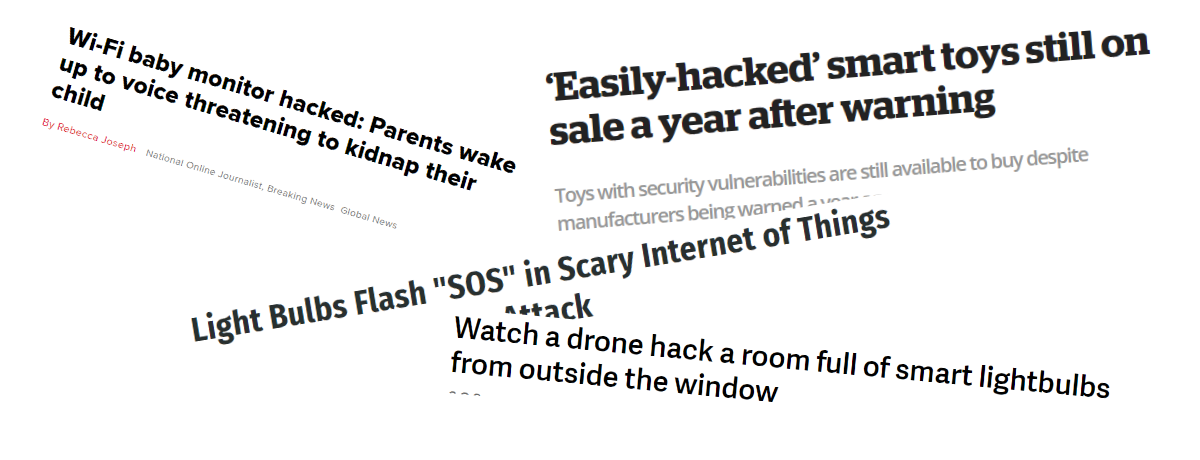 Wi-Fi baby monitor hacked: Parents wake
up to voice threatening to kidnap their
child
By Rebecca Joseph National Online Journalist, Breaking News Global News
‘Easily-hacked’ smart toys still on
sale a year after warning
Toys with security vulnerabilities are still available to buy despite
manufacturers being warned a year
Light Bulbs Flash "SOS" in Scary Internet of Things
Attack
Watch a drone hack a room full of smart lightbulbs
from outside the window